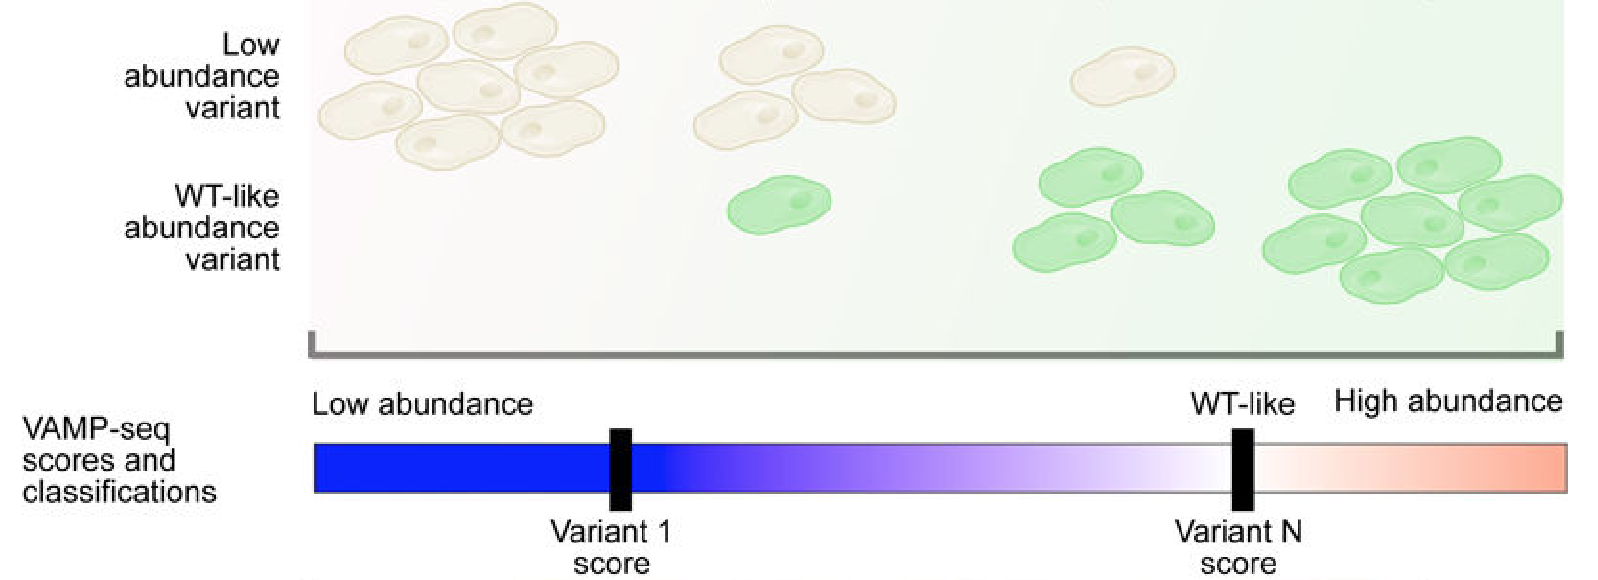 Low
abundance
variant
WT-like
abundance
variant
Low abundance
WT-like
High abundance
VAMP-seq
scores and
classifications
Variant 1
score
Variant N
score